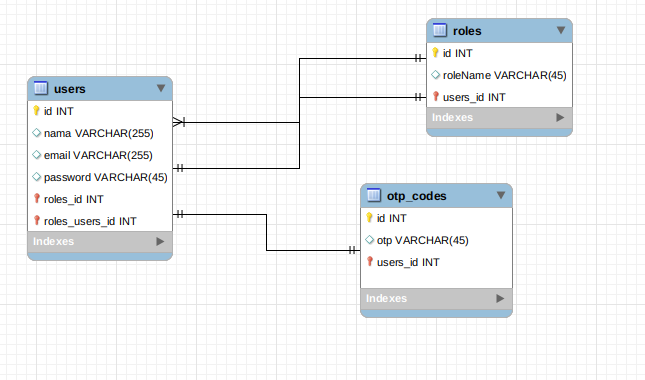 users
id INT
nama VARCHAR(255)
email VARCHAR(255)
password VARCHAR(45)
roles_id INT
roles_users_id INT
Indexes
roles
id INT
roleName VARCHAR(45)
users_id INT
Indexes
otp_codes
id INT
otp VARCHAR(45)
users_id INT
Indexes